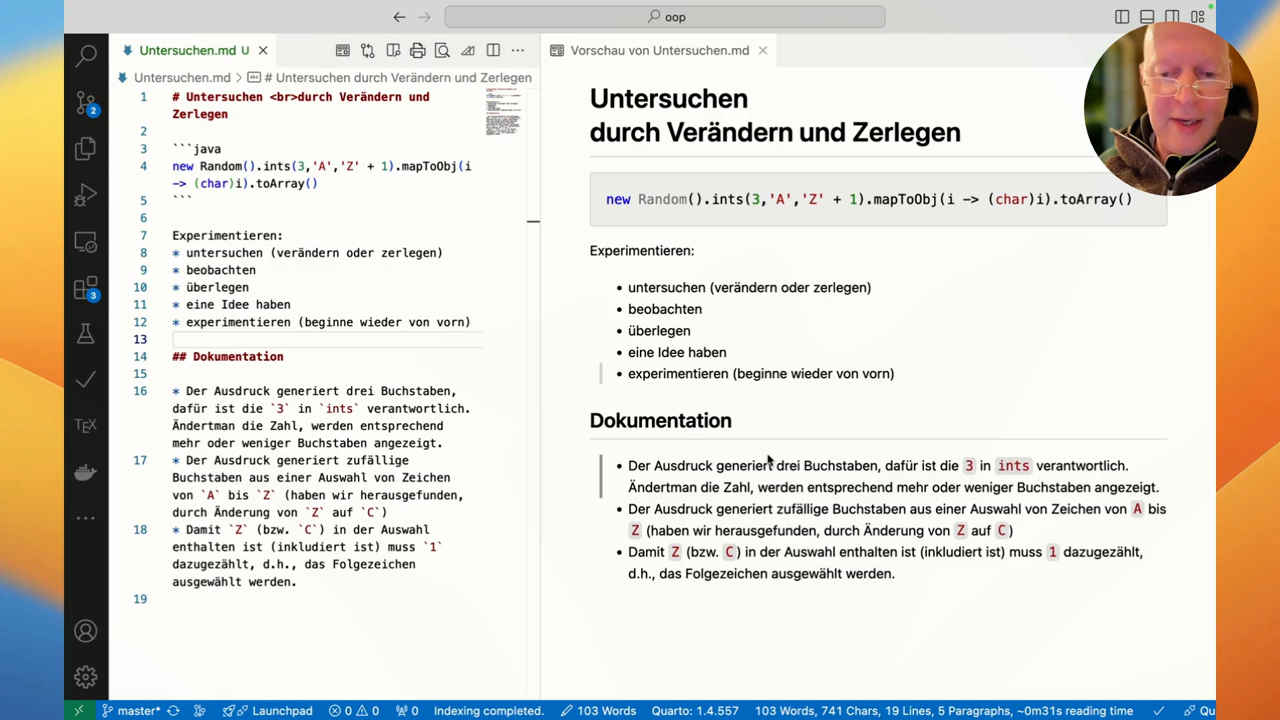 oop
Untersuchen.md U
Vorschau von Untersuchen.md
Untersuchen.md > # Untersuchen durch Verändern und Zerlegen
1 # Untersuchen <br>durch Verändern und
Zerlegen
2
3 ```java
4 new Random().ints(3,'A','Z' + 1).mapToObj(i
-> (char)i).toArray()
5 ```
6
7 Experimentieren:
8 * untersuchen (verändern oder zerlegen)
9 * beobachten
10 * überlegen
11 * eine Idee haben
12 * experimentieren (beginne wieder von vorn)
13
14 ## Dokumentation
15
16 * Der Ausdruck generiert drei Buchstaben,
dafür ist die `3` in `ints` verantwortlich.
Ändertman die Zahl, werden entsprechend
mehr oder weniger Buchstaben angezeigt.
17 * Der Ausdruck generiert zufällige
Buchstaben aus einer Auswahl von Zeichen
von `A` bis `Z` (haben wir herausgefunden,
durch Änderung von `Z` auf `C`)
18 * Damit `Z` (bzw. `C`) in der Auswahl
enthalten ist (inkludiert ist) muss `1`
dazugezählt, d.h., das Folgezeichen
ausgewählt werden.
19
Untersuchen
durch Verändern und Zerlegen
new Random().ints(3,'A','Z' + 1).mapToObj(i -> (char)i).toArray()
Experimentieren:
• untersuchen (verändern oder zerlegen)
• beobachten
• überlegen
• eine Idee haben
• experimentieren (beginne wieder von vorn)
Dokumentation
• Der Ausdruck generiert drei Buchstaben, dafür ist die 3 in ints verantwortlich.
Ändertman die Zahl, werden entsprechend mehr oder weniger Buchstaben angezeigt.
• Der Ausdruck generiert zufällige Buchstaben aus einer Auswahl von Zeichen von A bis
Z (haben wir herausgefunden, durch Änderung von Z auf C)
• Damit Z (bzw. C) in der Auswahl enthalten ist (inkludiert ist) muss 1 dazugezählt,
d.h., das Folgezeichen ausgewählt werden.
2
3
TEX
master* Launchpad 0 0 0 Indexing completed. 103 Words Quarto: 1.4.557 103 Words, 741 Chars, 19 Lines, 5 Paragraphs, ~0m31s reading time Qu